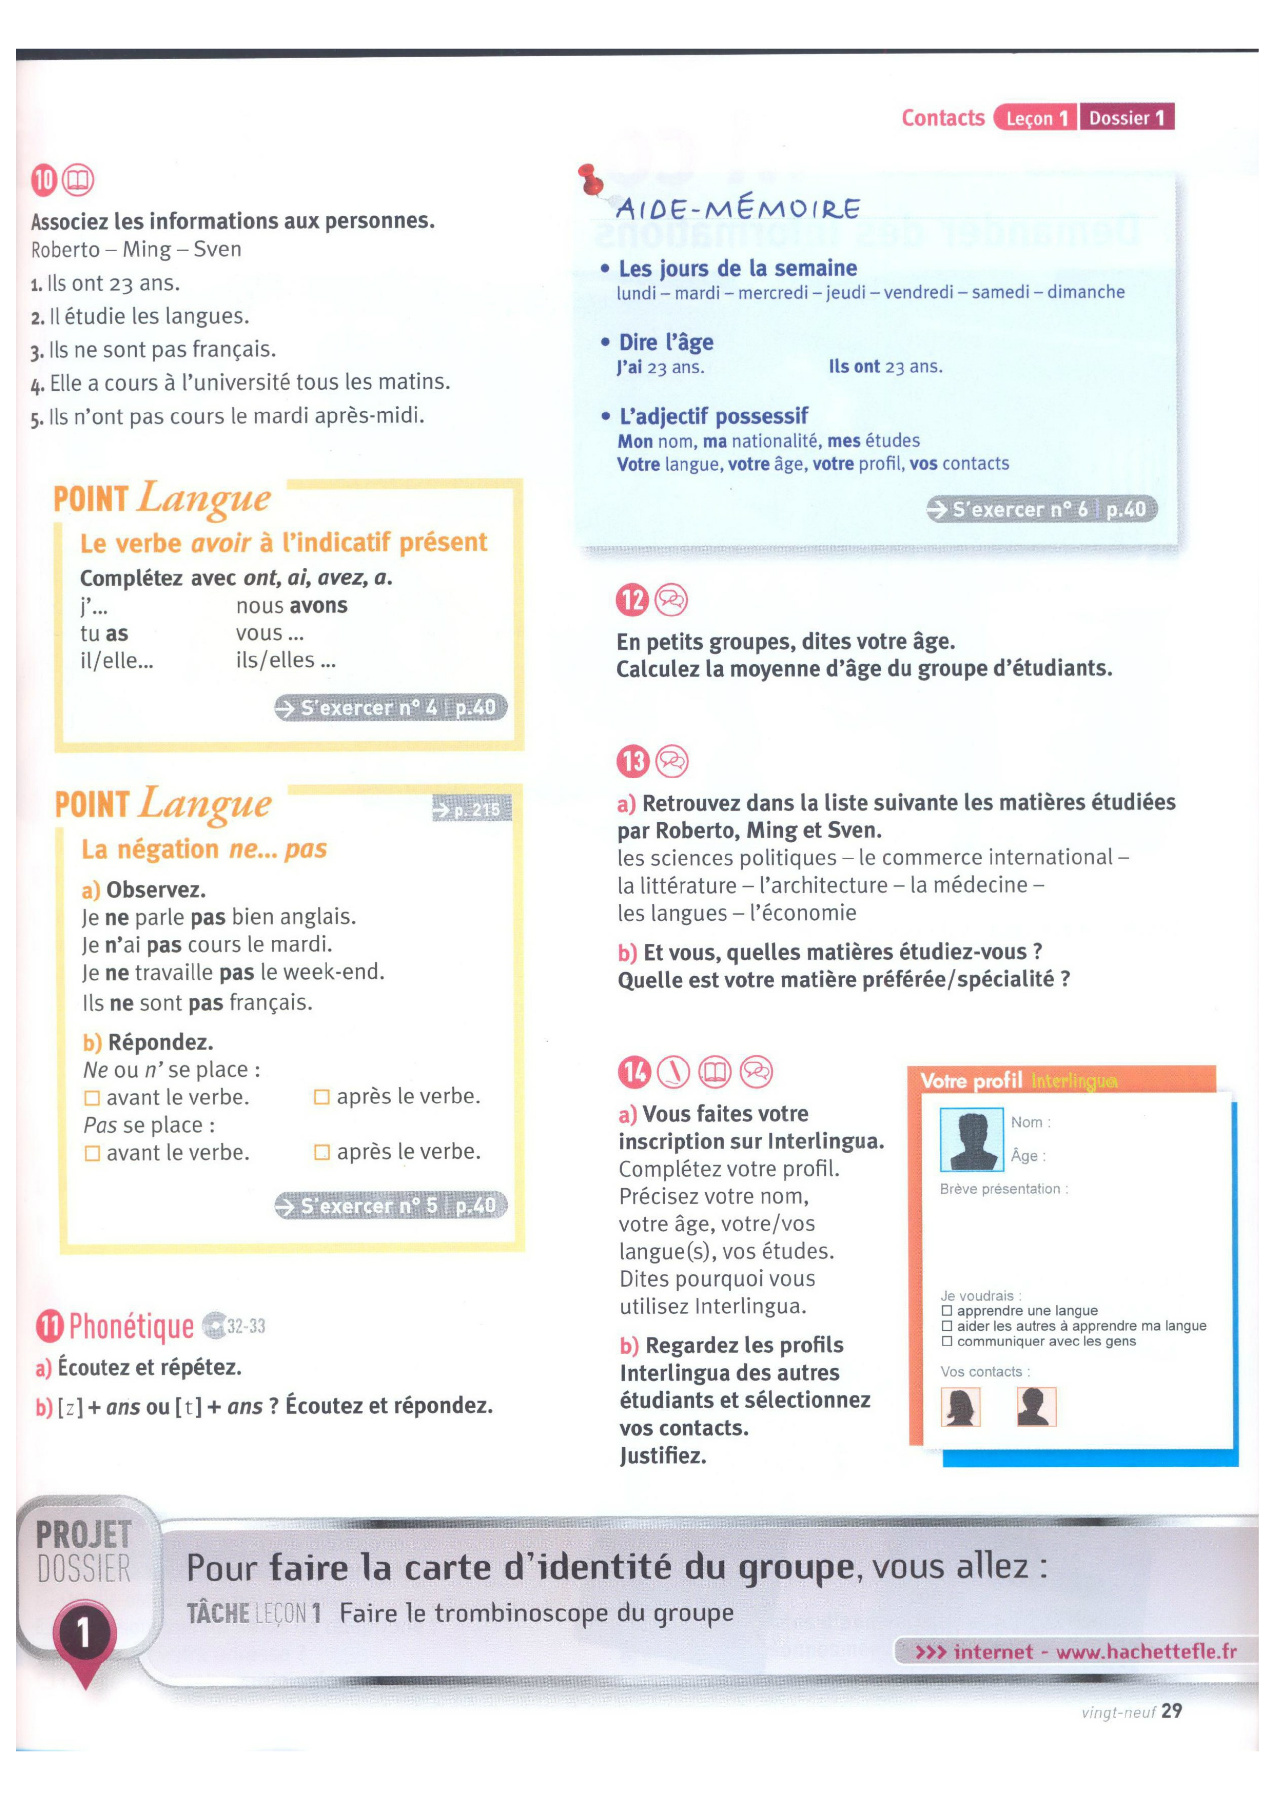 Contacts Leçon 1 Dossier 1
10
Associez les informations aux personnes.
Roberto – Ming – Sven
1. Ils ont 23 ans.
2. Il étudie les langues.
3. Ils ne sont pas français.
4. Elle a cours à l'université tous les matins.
5. Ils n'ont pas cours le mardi après-midi.
POINT Langue
Le verbe avoir à l'indicatif présent
Complétez avec ont, ai, avez, a.
j'... nous avons
tu as vous ...
il/elle... ils/elles ...
→ S'exercer n° 4 | p.40
POINT Langue → p. 215
La négation ne... pas
a) Observez.
Je ne parle pas bien anglais.
Je n'ai pas cours le mardi.
Je ne travaille pas le week-end.
Ils ne sont pas français.
b) Répondez.
Ne ou n' se place :
□ avant le verbe. □ après le verbe.
Pas se place :
□ avant le verbe. □ après le verbe.
→ S'exercer n° 5 | p.40
11 Phonétique 32-33
a) Écoutez et répétez.
b) [z] + ans ou [t] + ans ? Écoutez et répondez.
AIDE-MÉMOIRE
• Les jours de la semaine
lundi – mardi – mercredi – jeudi – vendredi – samedi – dimanche
• Dire l'âge
J'ai 23 ans. Ils ont 23 ans.
• L'adjectif possessif
Mon nom, ma nationalité, mes études
Votre langue, votre âge, votre profil, vos contacts
→ S'exercer n° 6 | p.40
12
En petits groupes, dites votre âge.
Calculez la moyenne d'âge du groupe d'étudiants.
13
a) Retrouvez dans la liste suivante les matières étudiées
par Roberto, Ming et Sven.
les sciences politiques – le commerce international –
la littérature – l'architecture – la médecine –
les langues – l'économie
b) Et vous, quelles matières étudiez-vous ?
Quelle est votre matière préférée/spécialité ?
14
a) Vous faites votre
inscription sur Interlingua.
Complétez votre profil.
Précisez votre nom,
votre âge, votre/vos
langue(s), vos études.
Dites pourquoi vous
utilisez Interlingua.
b) Regardez les profils
Interlingua des autres
étudiants et sélectionnez
vos contacts.
Justifiez.
Votre profil Interlingua
Nom :
Âge :
Brève présentation :
Je voudrais :
□ apprendre une langue
□ aider les autres à apprendre ma langue
□ communiquer avec les gens
Vos contacts :
PROJET
DOSSIER
1
Pour faire la carte d'identité du groupe, vous allez :
TÂCHE LEÇON 1 Faire le trombinoscope du groupe
>>> internet - www.hachettefle.fr
vingt-neuf 29